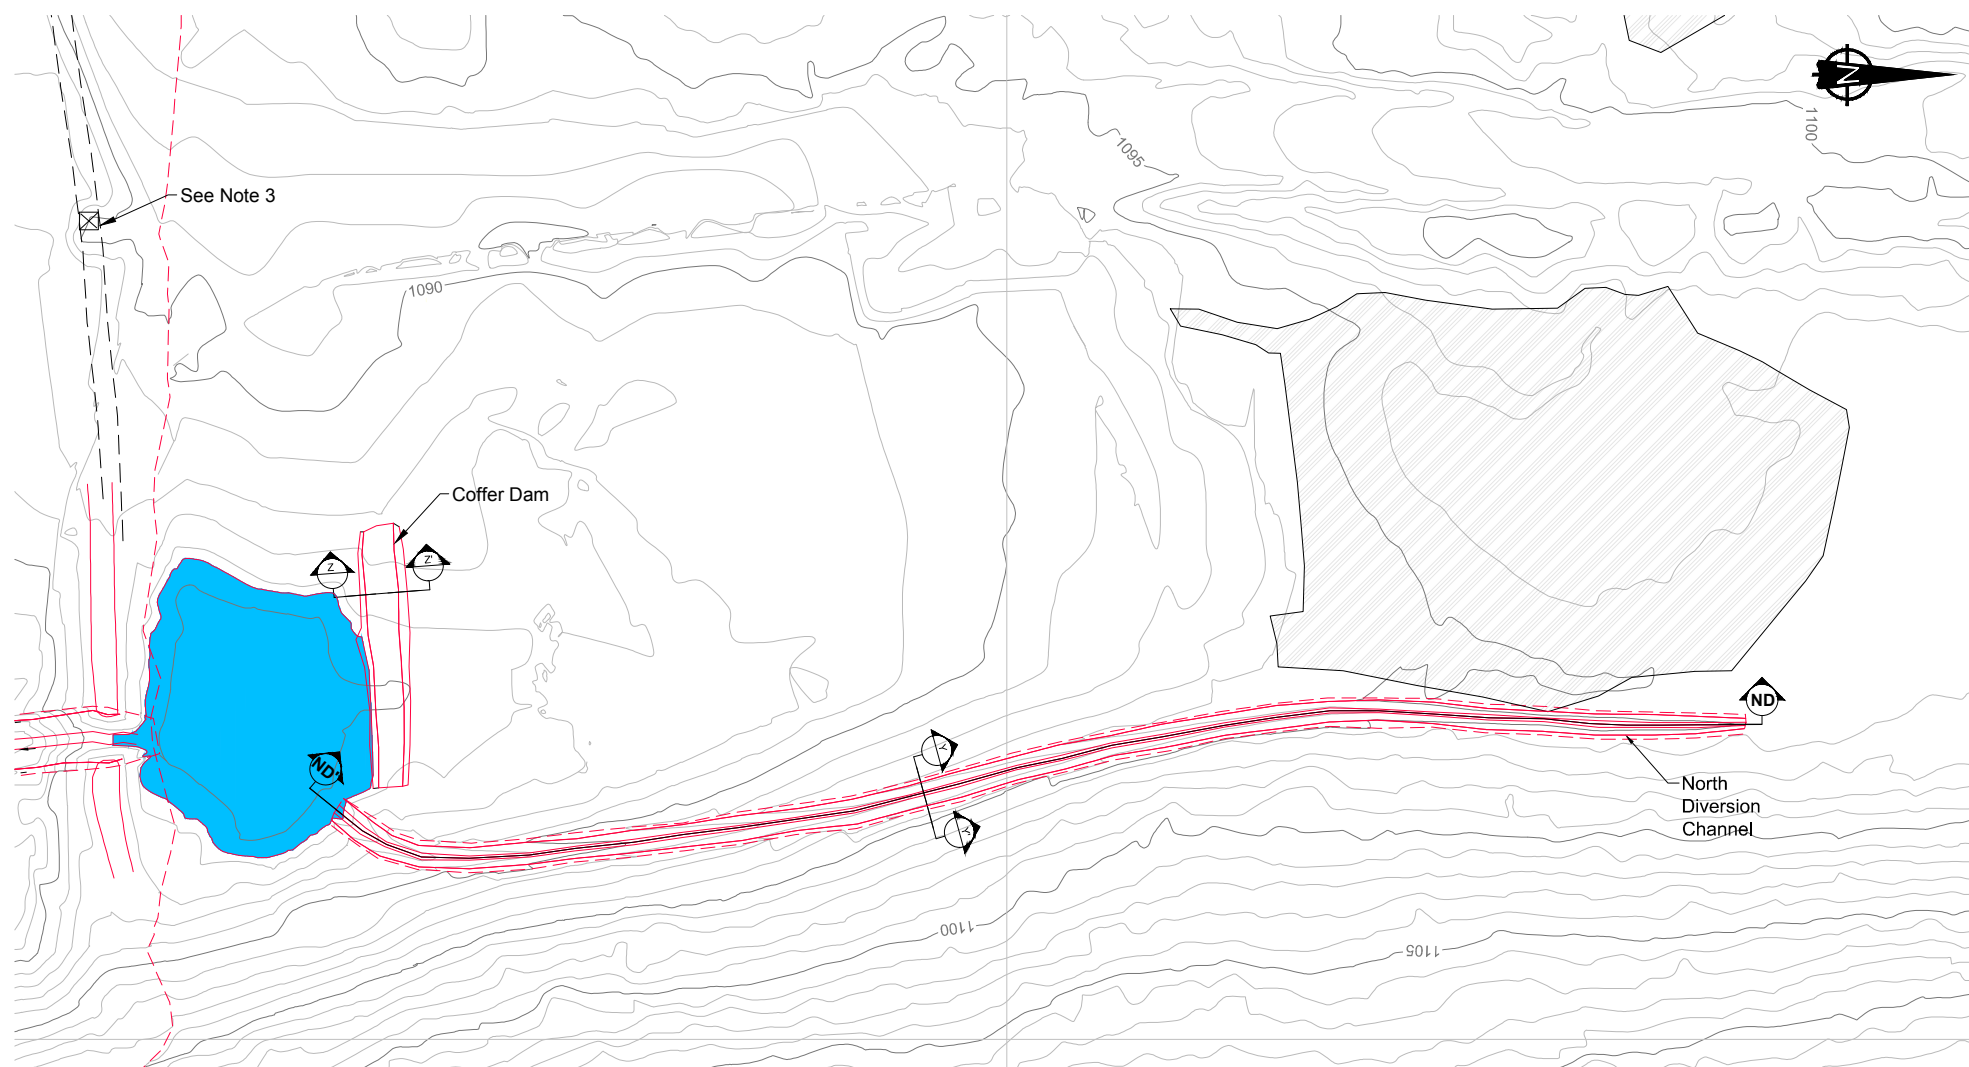 N
1100
1095
See Note 3
1090
Coffer Dam
Z
Z'
ND
ND'
Y
Y'
North
Diversion
Channel
1100
1105